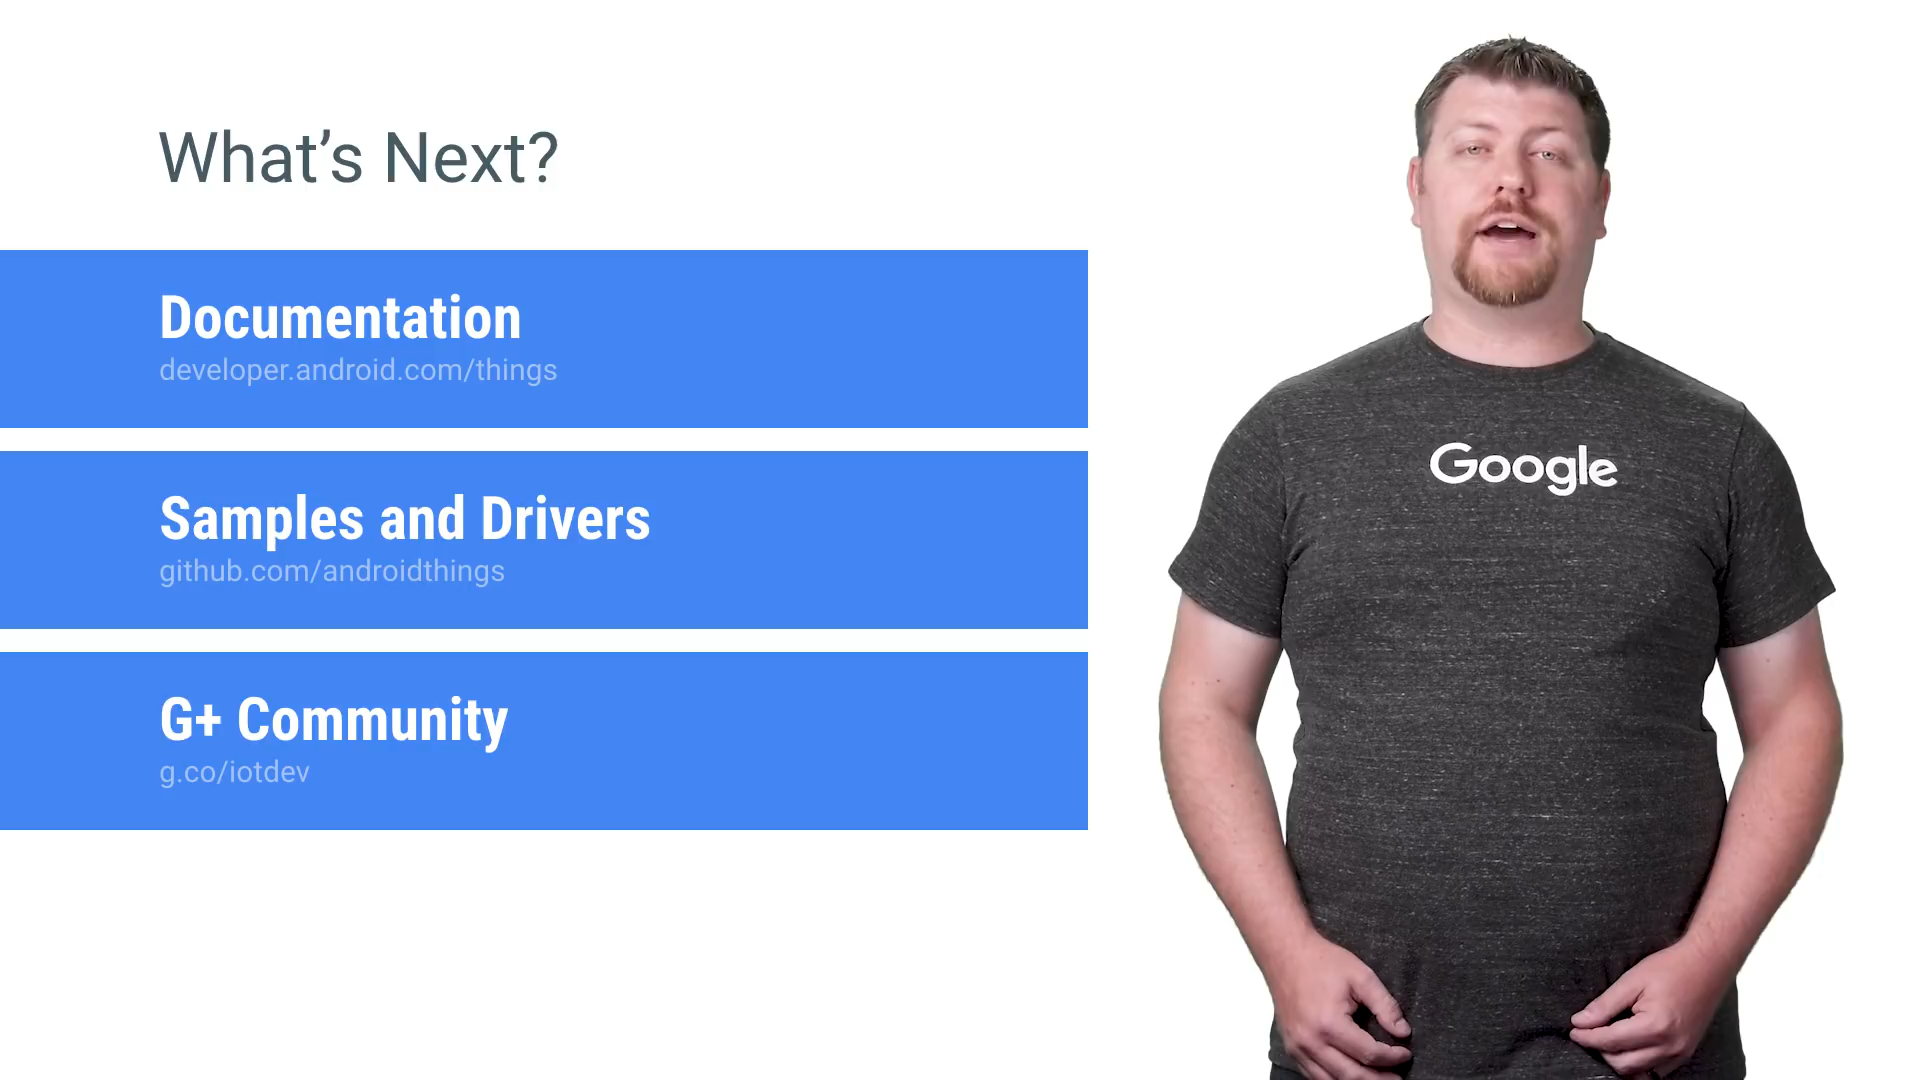 What’s Next?
Documentation
developer.android.com/things
Samples and Drivers
github.com/androidthings
G+ Community
g.co/iotdev
Google